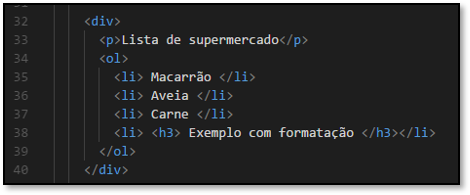 32 <div>
33 <p>Lista de supermercado</p>
34 <ol>
35 <li> Macarrão </li>
36 <li> Aveia </li>
37 <li> Carne </li>
38 <li> <h3> Exemplo com formatação </h3></li>
39 </ol>
40 </div>